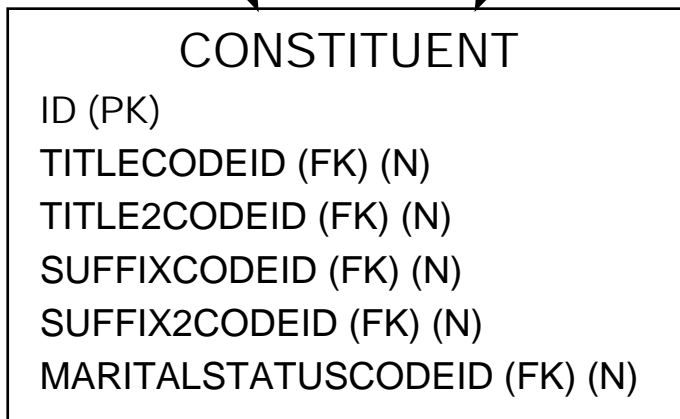 CONSTITUENT
ID (PK)
TITLECODEID (FK) (N)
TITLE2CODEID (FK) (N)
SUFFIXCODEID (FK) (N)
SUFFIX2CODEID (FK) (N)
MARITALSTATUSCODEID (FK) (N)